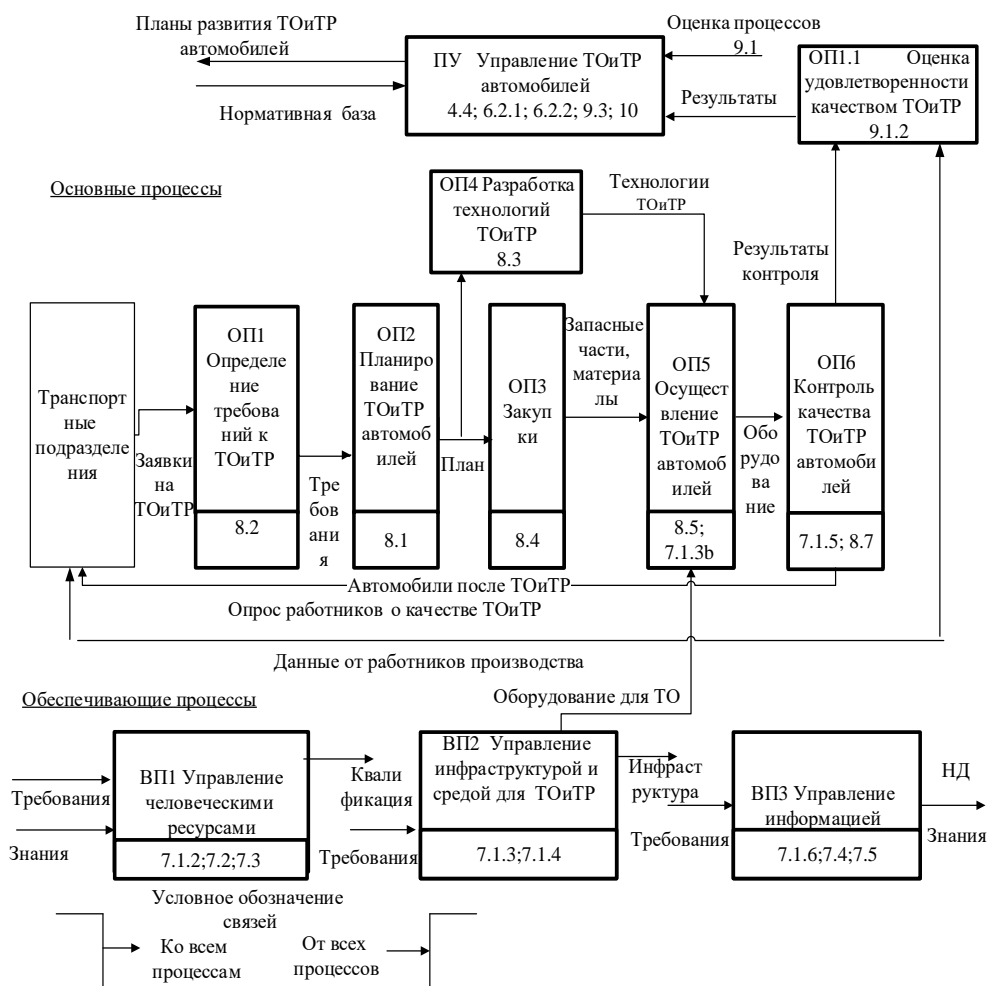 Планы развития ТОиТР
автомобилей
Нормативная база
ПУ Управление ТОиТР
автомобилей
4.4; 6.2.1; 6.2.2; 9.3; 10
Оценка процессов
9.1
Результаты
ОП1.1 Оценка
удовлетворенности
качеством ТОиТР
9.1.2
Основные процессы
ОП4 Разработка
технологий
ТОиТР
8.3
Технологии
ТОиТР
Результаты
контроля
Транспорт
ные
подразделе
ния
Заявки
на
ТОиТР
ОП1
Определе
ние
требова
ний к
ТОиТР
8.2
Тре
бов
ани
я
ОП2
Планиро
вание
ТОиТР
автомоб
илей
8.1
План
ОП3
Закуп
ки
8.4
Запасные
части,
материа
лы
ОП5
Осущест
вление
ТОиТР
автомоб
илей
8.5;
7.1.3b
Обо
рудо
ва
ние
ОП6
Контроль
качества
ТОиТР
автомоби
лей
7.1.5; 8.7
Автомобили после ТОиТР
Опрос работников о качестве ТОиТР
Данные от работников производства
Обеспечивающие процессы
Оборудование для ТО
Требования
Знания
ВП1 Управление
человеческими
ресурсами
7.1.2;7.2;7.3
Квали
фикация
Требования
ВП2 Управление
инфраструктурой и
средой для ТОиТР
7.1.3;7.1.4
Инфраст
руктура
Требования
ВП3 Управление
информацией
7.1.6;7.4;7.5
НД
Знания
Условное обозначение
связей
Ко всем
процессам
От всех
процессов